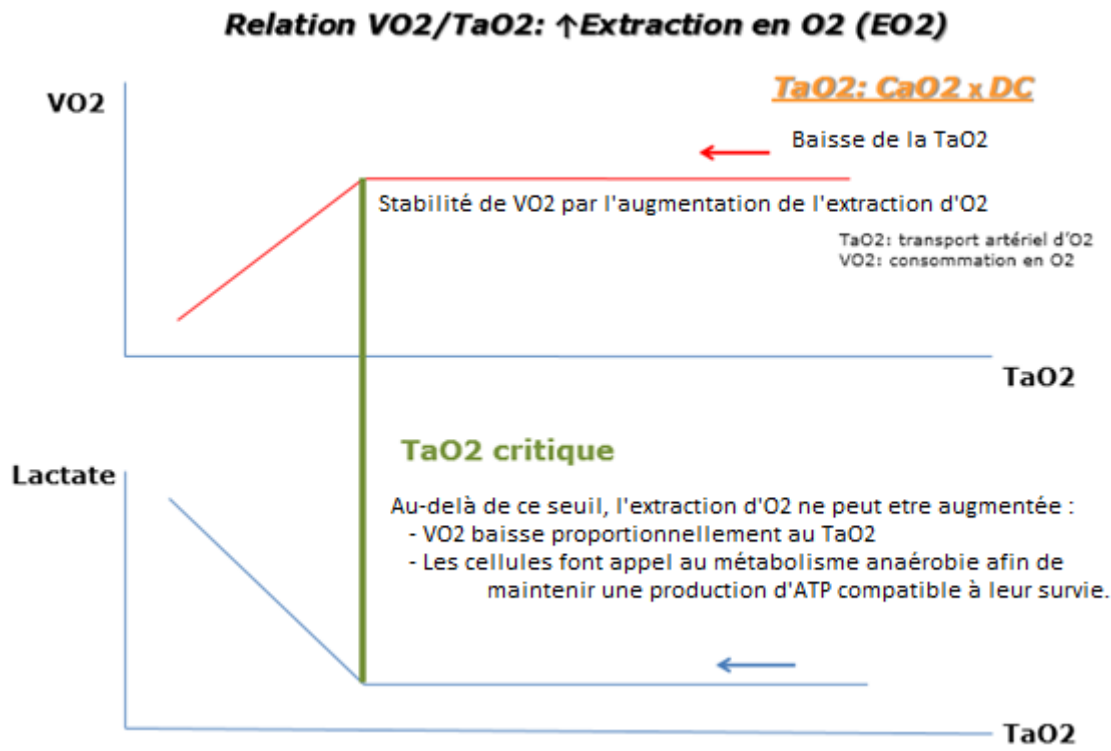 Relation VO2/TaO2: ↑Extraction en O2 (EO2)
VO2
TaO2: CaO2 x DC
Baisse de la TaO2
Stabilité de VO2 par l'augmentation de l'extraction d'O2
TaO2: transport artériel d’O2
VO2: consommation en O2
TaO2
TaO2 critique
Lactate
Au-delà de ce seuil, l'extraction d'O2 ne peut etre augmentée :
- VO2 baisse proportionnellement au TaO2
- Les cellules font appel au métabolisme anaérobie afin de
maintenir une production d'ATP compatible à leur survie.
TaO2